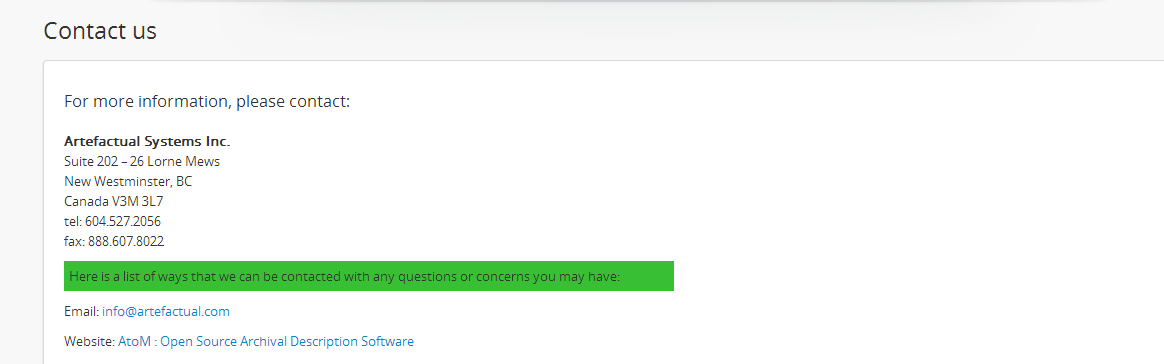 Contact us
For more information, please contact:
Artefactual Systems Inc.
Suite 202 – 26 Lorne Mews
New Westminster, BC
Canada V3M 3L7
tel: 604.527.2056
fax: 888.607.8022
Here is a list of ways that we can be contacted with any questions or concerns you may have:
Email: info@artefactual.com
Website: AtoM : Open Source Archival Description Software